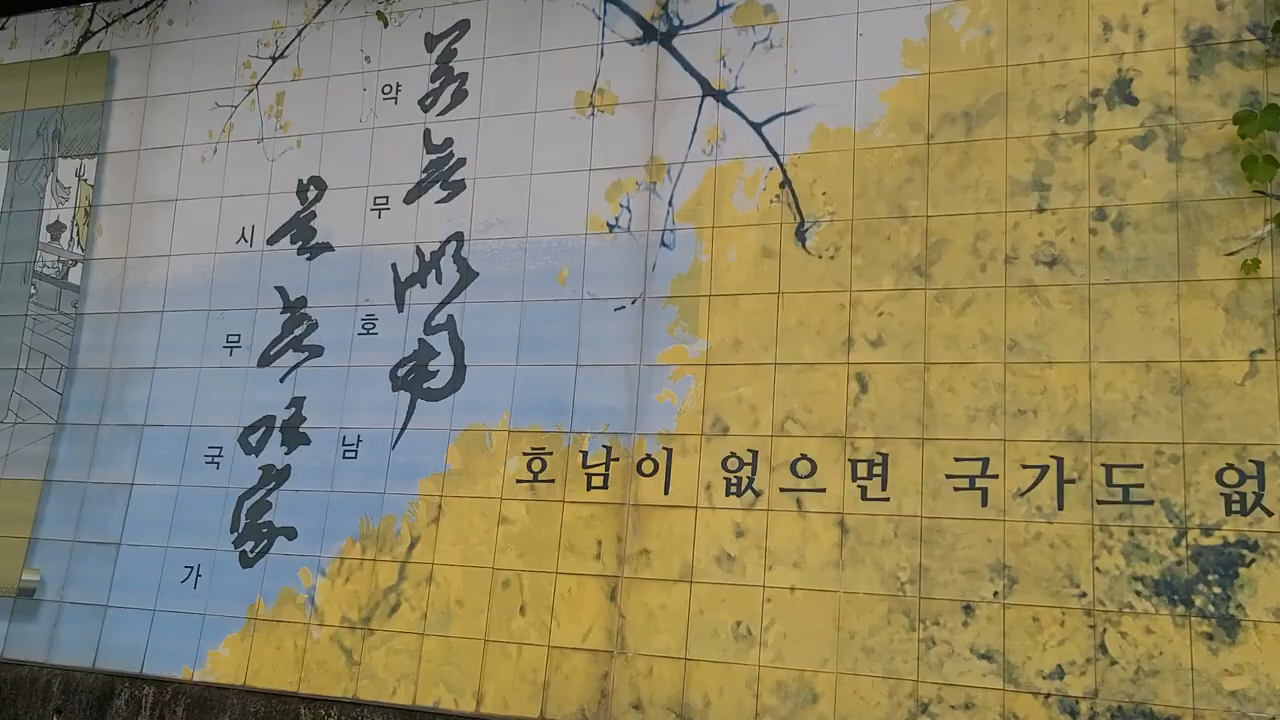 若無湖南
약무호남
是無國家
시무국가
호남이 없으면 국가도 없